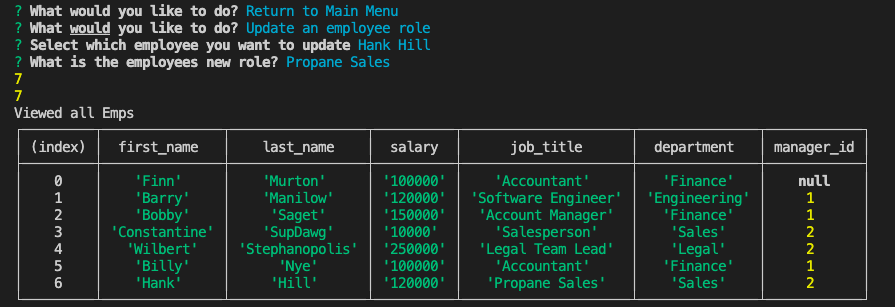 ? What would you like to do? Return to Main Menu
? What would you like to do? Update an employee role
? Select which employee you want to update Hank Hill
? What is the employees new role? Propane Sales
7
7
Viewed all Emps
(index) first_name last_name salary job_title department manager_id
0 'Finn' 'Murton' '100000' 'Accountant' 'Finance' null
1 'Barry' 'Manilow' '120000' 'Software Engineer' 'Engineering' 1
2 'Bobby' 'Saget' '150000' 'Account Manager' 'Finance' 1
3 'Constantine' 'SupDawg' '10000' 'Salesperson' 'Sales' 2
4 'Wilbert' 'Stephanopolis' '250000' 'Legal Team Lead' 'Legal' 2
5 'Billy' 'Nye' '100000' 'Accountant' 'Finance' 1
6 'Hank' 'Hill' '120000' 'Propane Sales' 'Sales' 2